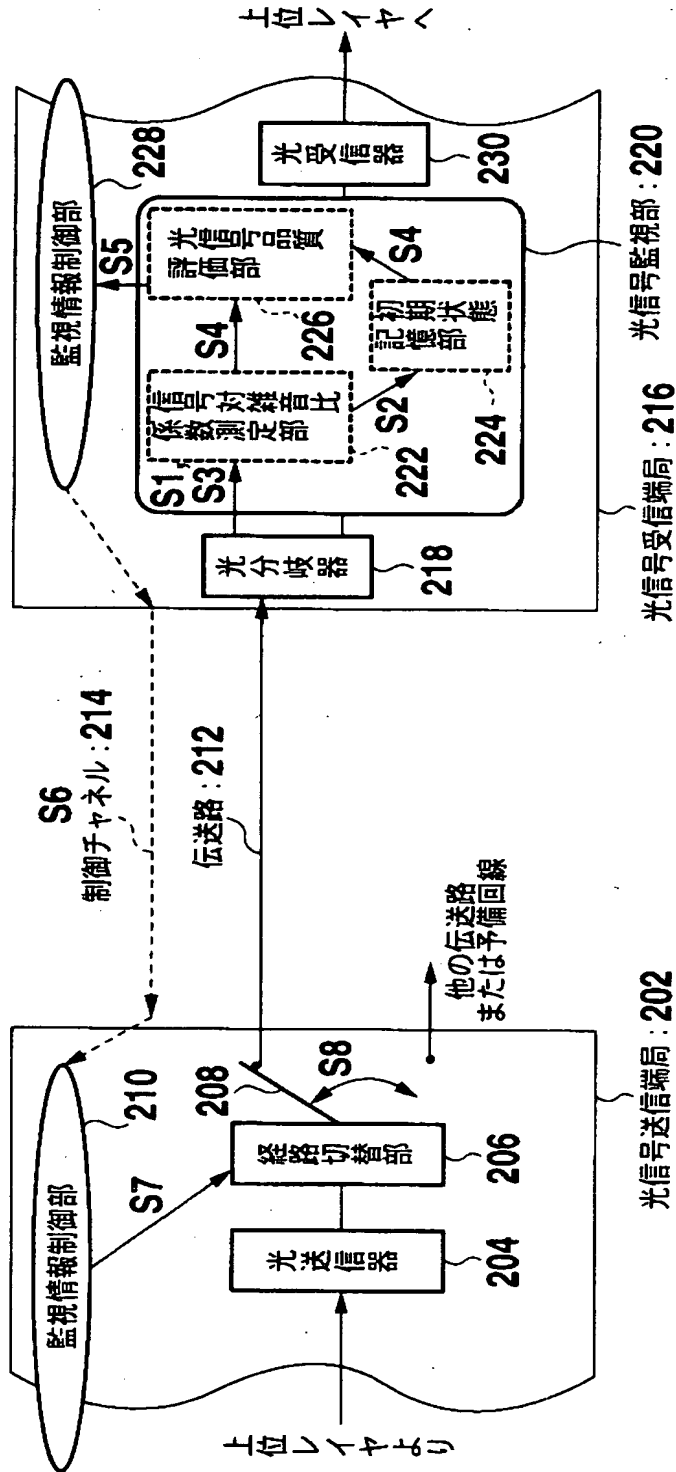 上位レイヤより
監視情報制御部
210
S7
光送信器
204
経路切替部
206
208
S8
他の伝送路
または予備回線
光信号送信端局:202
S6
制御チャネル:214
伝送路:212
監視情報制御部
228
S5
光分岐器
218
S1,
S3
信号対雑音比
係数測定部
222
S4
光信号品質
評価部
226
S2
S4
初期状態
記憶部
224
光受信器
230
上位レイヤへ
光信号監視部:220
光信号受信端局:216